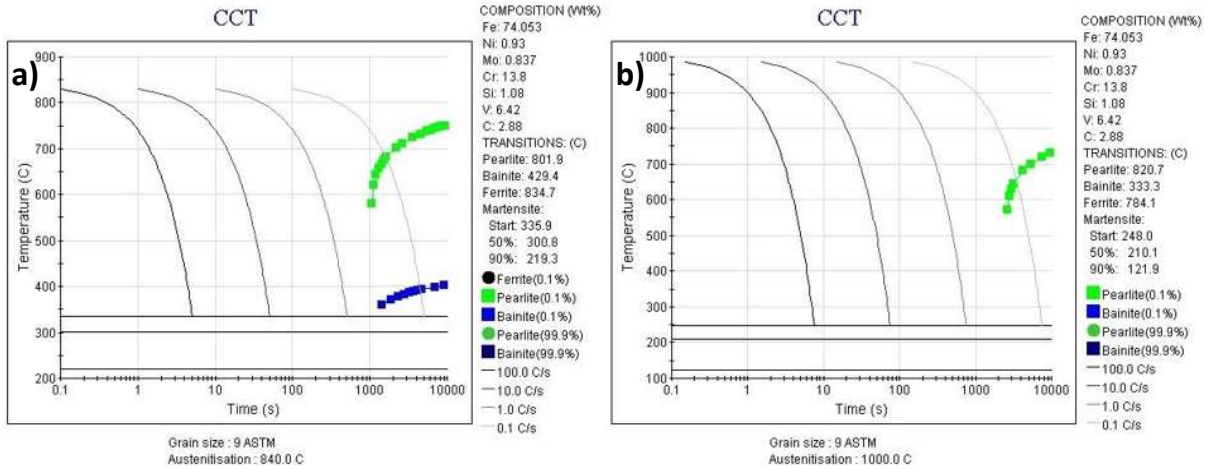 a)
CCT
Temperature (C)
900
800
700
600
500
400
300
200
0.1
1
10
100
1000
10000
Time (s)
Grain size : 9 ASTM
Austenitisation : 840.0 C
COMPOSITION (Wt%)
Fe: 74.053
Ni: 0.93
Mo: 0.837
Cr: 13.8
Si: 1.08
V: 6.42
C: 2.88
TRANSITIONS: (C)
Pearlite: 801.9
Bainite: 429.4
Ferrite: 834.7
Martensite:
Start: 335.9
50%: 300.8
90%: 219.3
Ferrite(0.1%)
Pearlite(0.1%)
Bainite(0.1%)
Pearlite(99.9%)
Bainite(99.9%)
100.0 C/s
10.0 C/s
1.0 C/s
0.1 C/s
b)
CCT
Temperature (C)
1000
900
800
700
600
500
400
300
200
100
0.1
1
10
100
1000
10000
Time (s)
Grain size : 9 ASTM
Austenitisation : 1000.0 C
COMPOSITION (Wt%)
Fe: 74.053
Ni: 0.93
Mo: 0.837
Cr: 13.8
Si: 1.08
V: 6.42
C: 2.88
TRANSITIONS: (C)
Pearlite: 820.7
Bainite: 333.3
Ferrite: 784.1
Martensite:
Start: 248.0
50%: 210.1
90%: 121.9
Pearlite(0.1%)
Bainite(0.1%)
Pearlite(99.9%)
Bainite(99.9%)
100.0 C/s
10.0 C/s
1.0 C/s
0.1 C/s